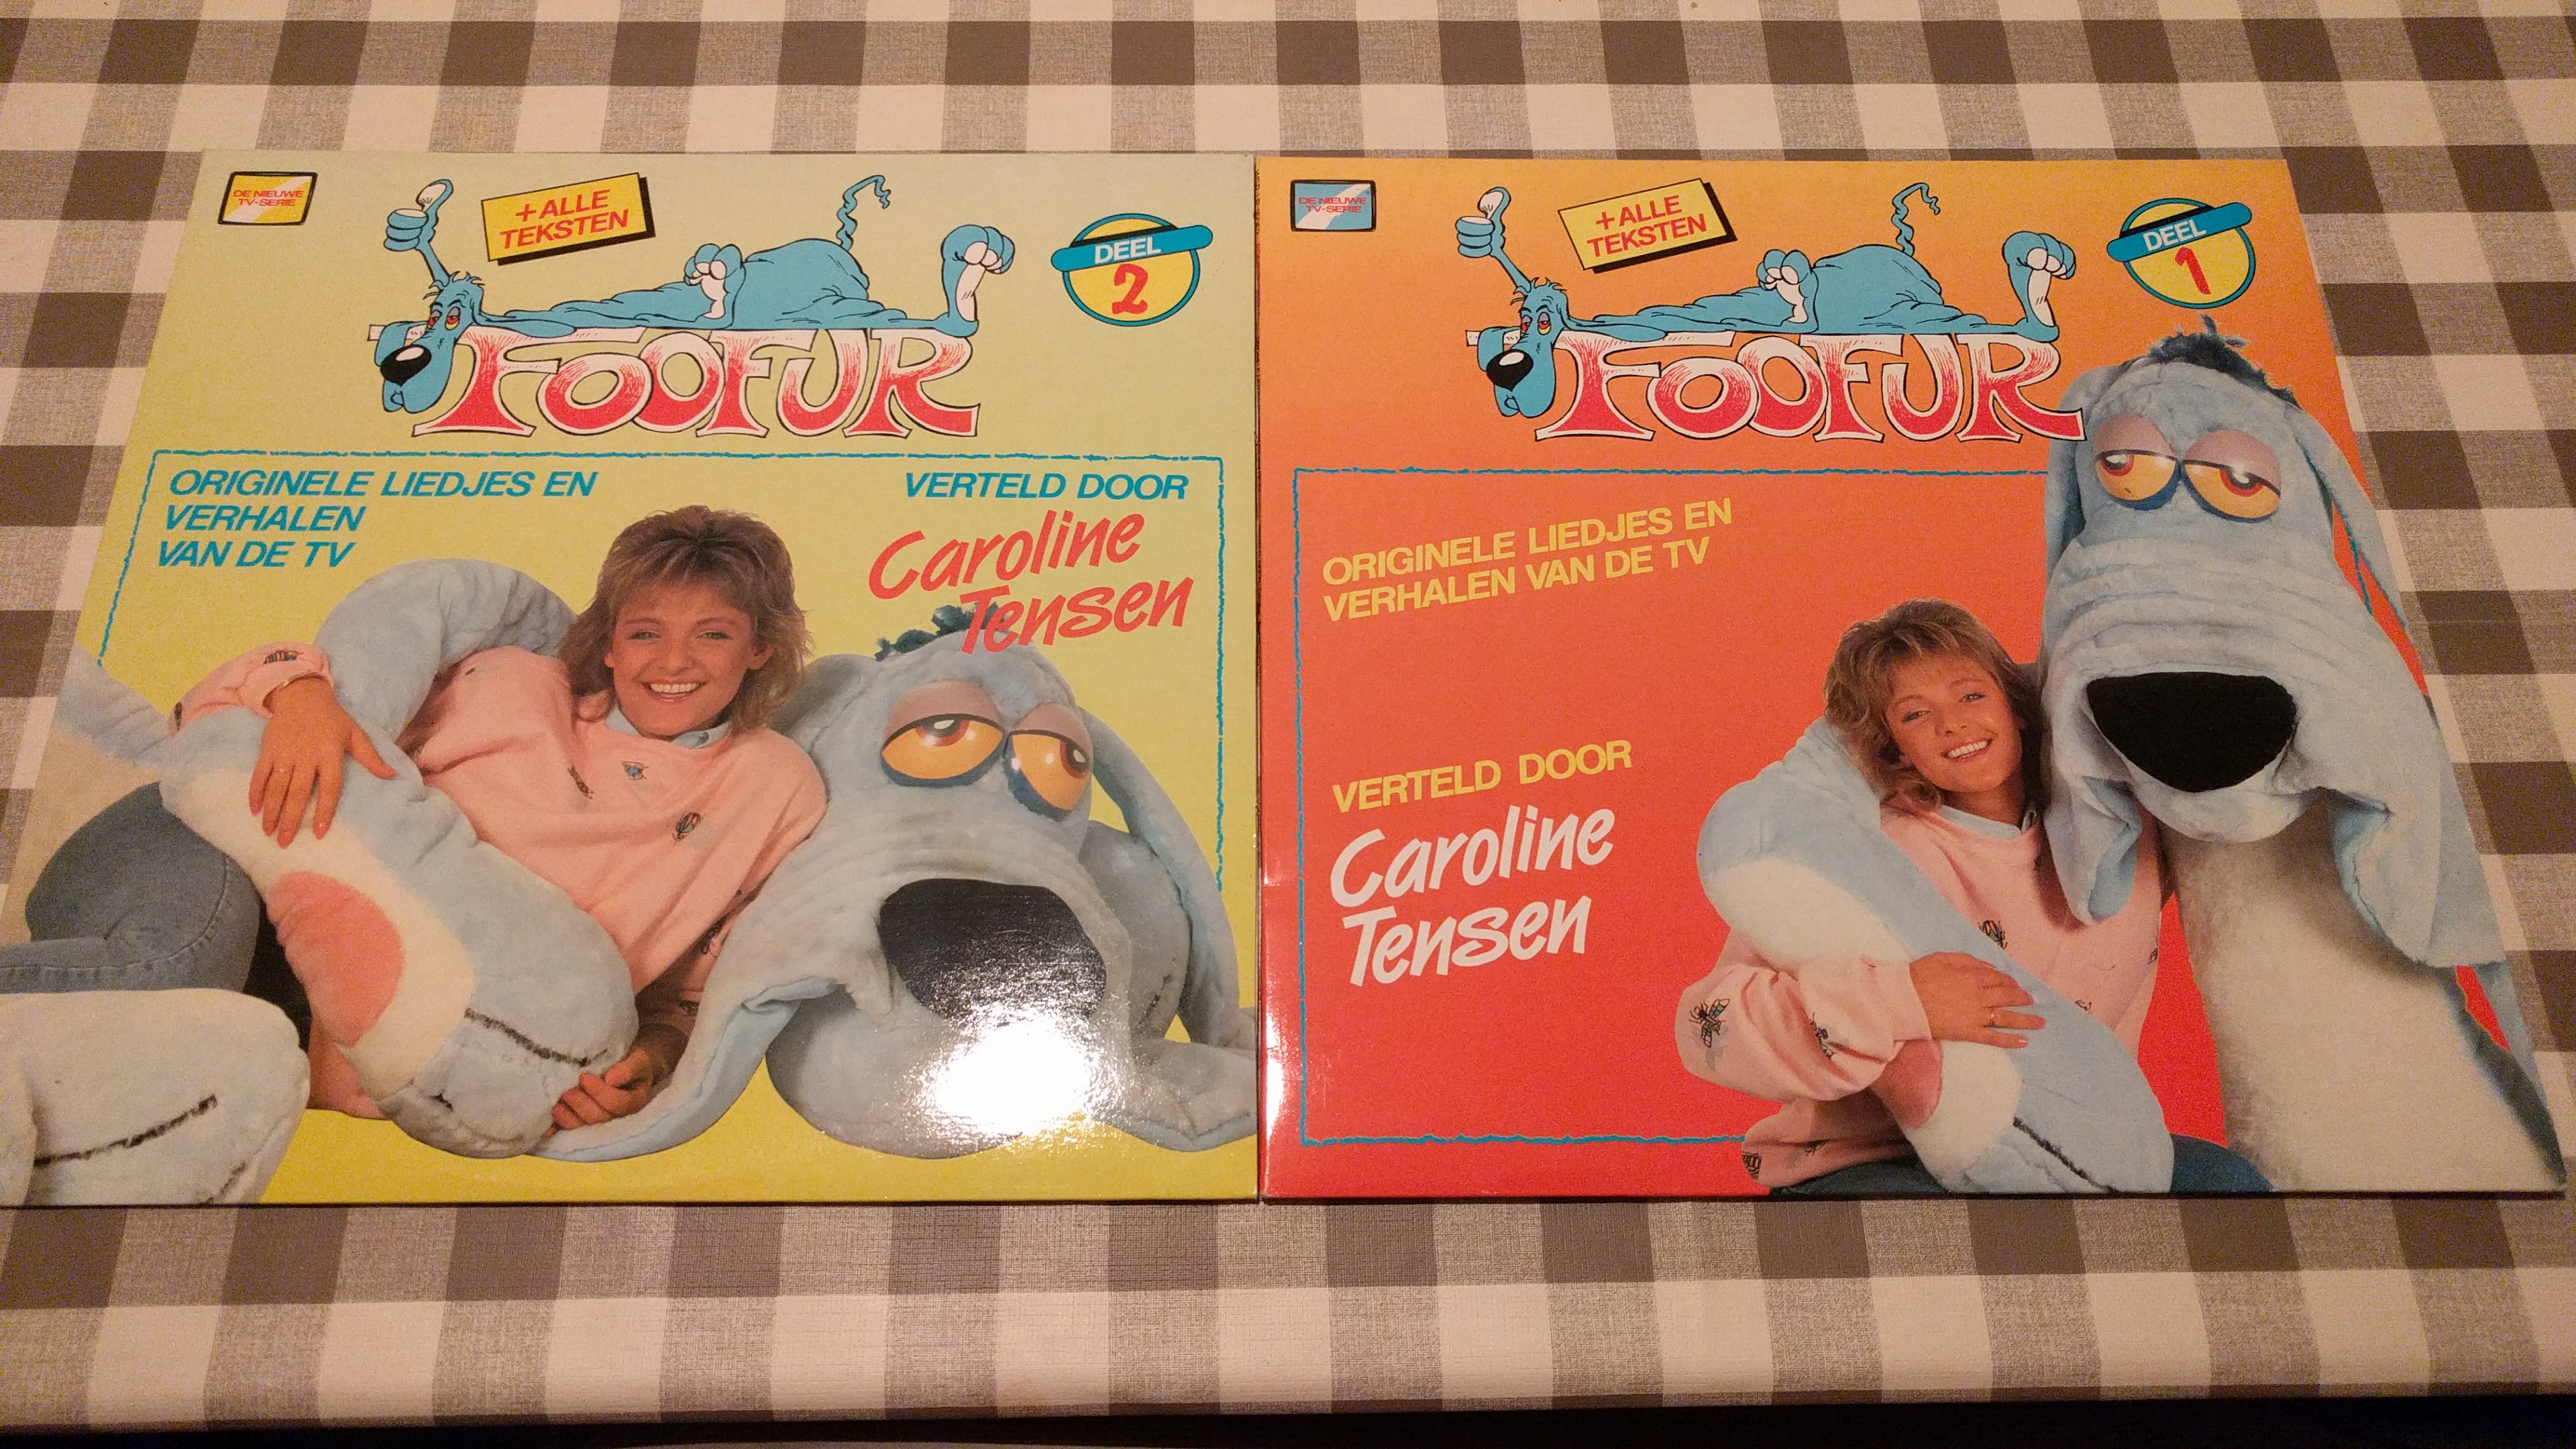 DE NIEUWE
TV-SERIE
+ ALLE
TEKSTEN
DEEL
2
FOOFUR
ORIGINELE LIEDJES EN
VERHALEN
VAN DE TV
VERTELD DOOR
Caroline
Tensen
DE NIEUWE
TV-SERIE
+ ALLE
TEKSTEN
DEEL
1
FOOFUR
ORIGINELE LIEDJES EN
VERHALEN VAN DE TV
VERTELD DOOR
Caroline
Tensen